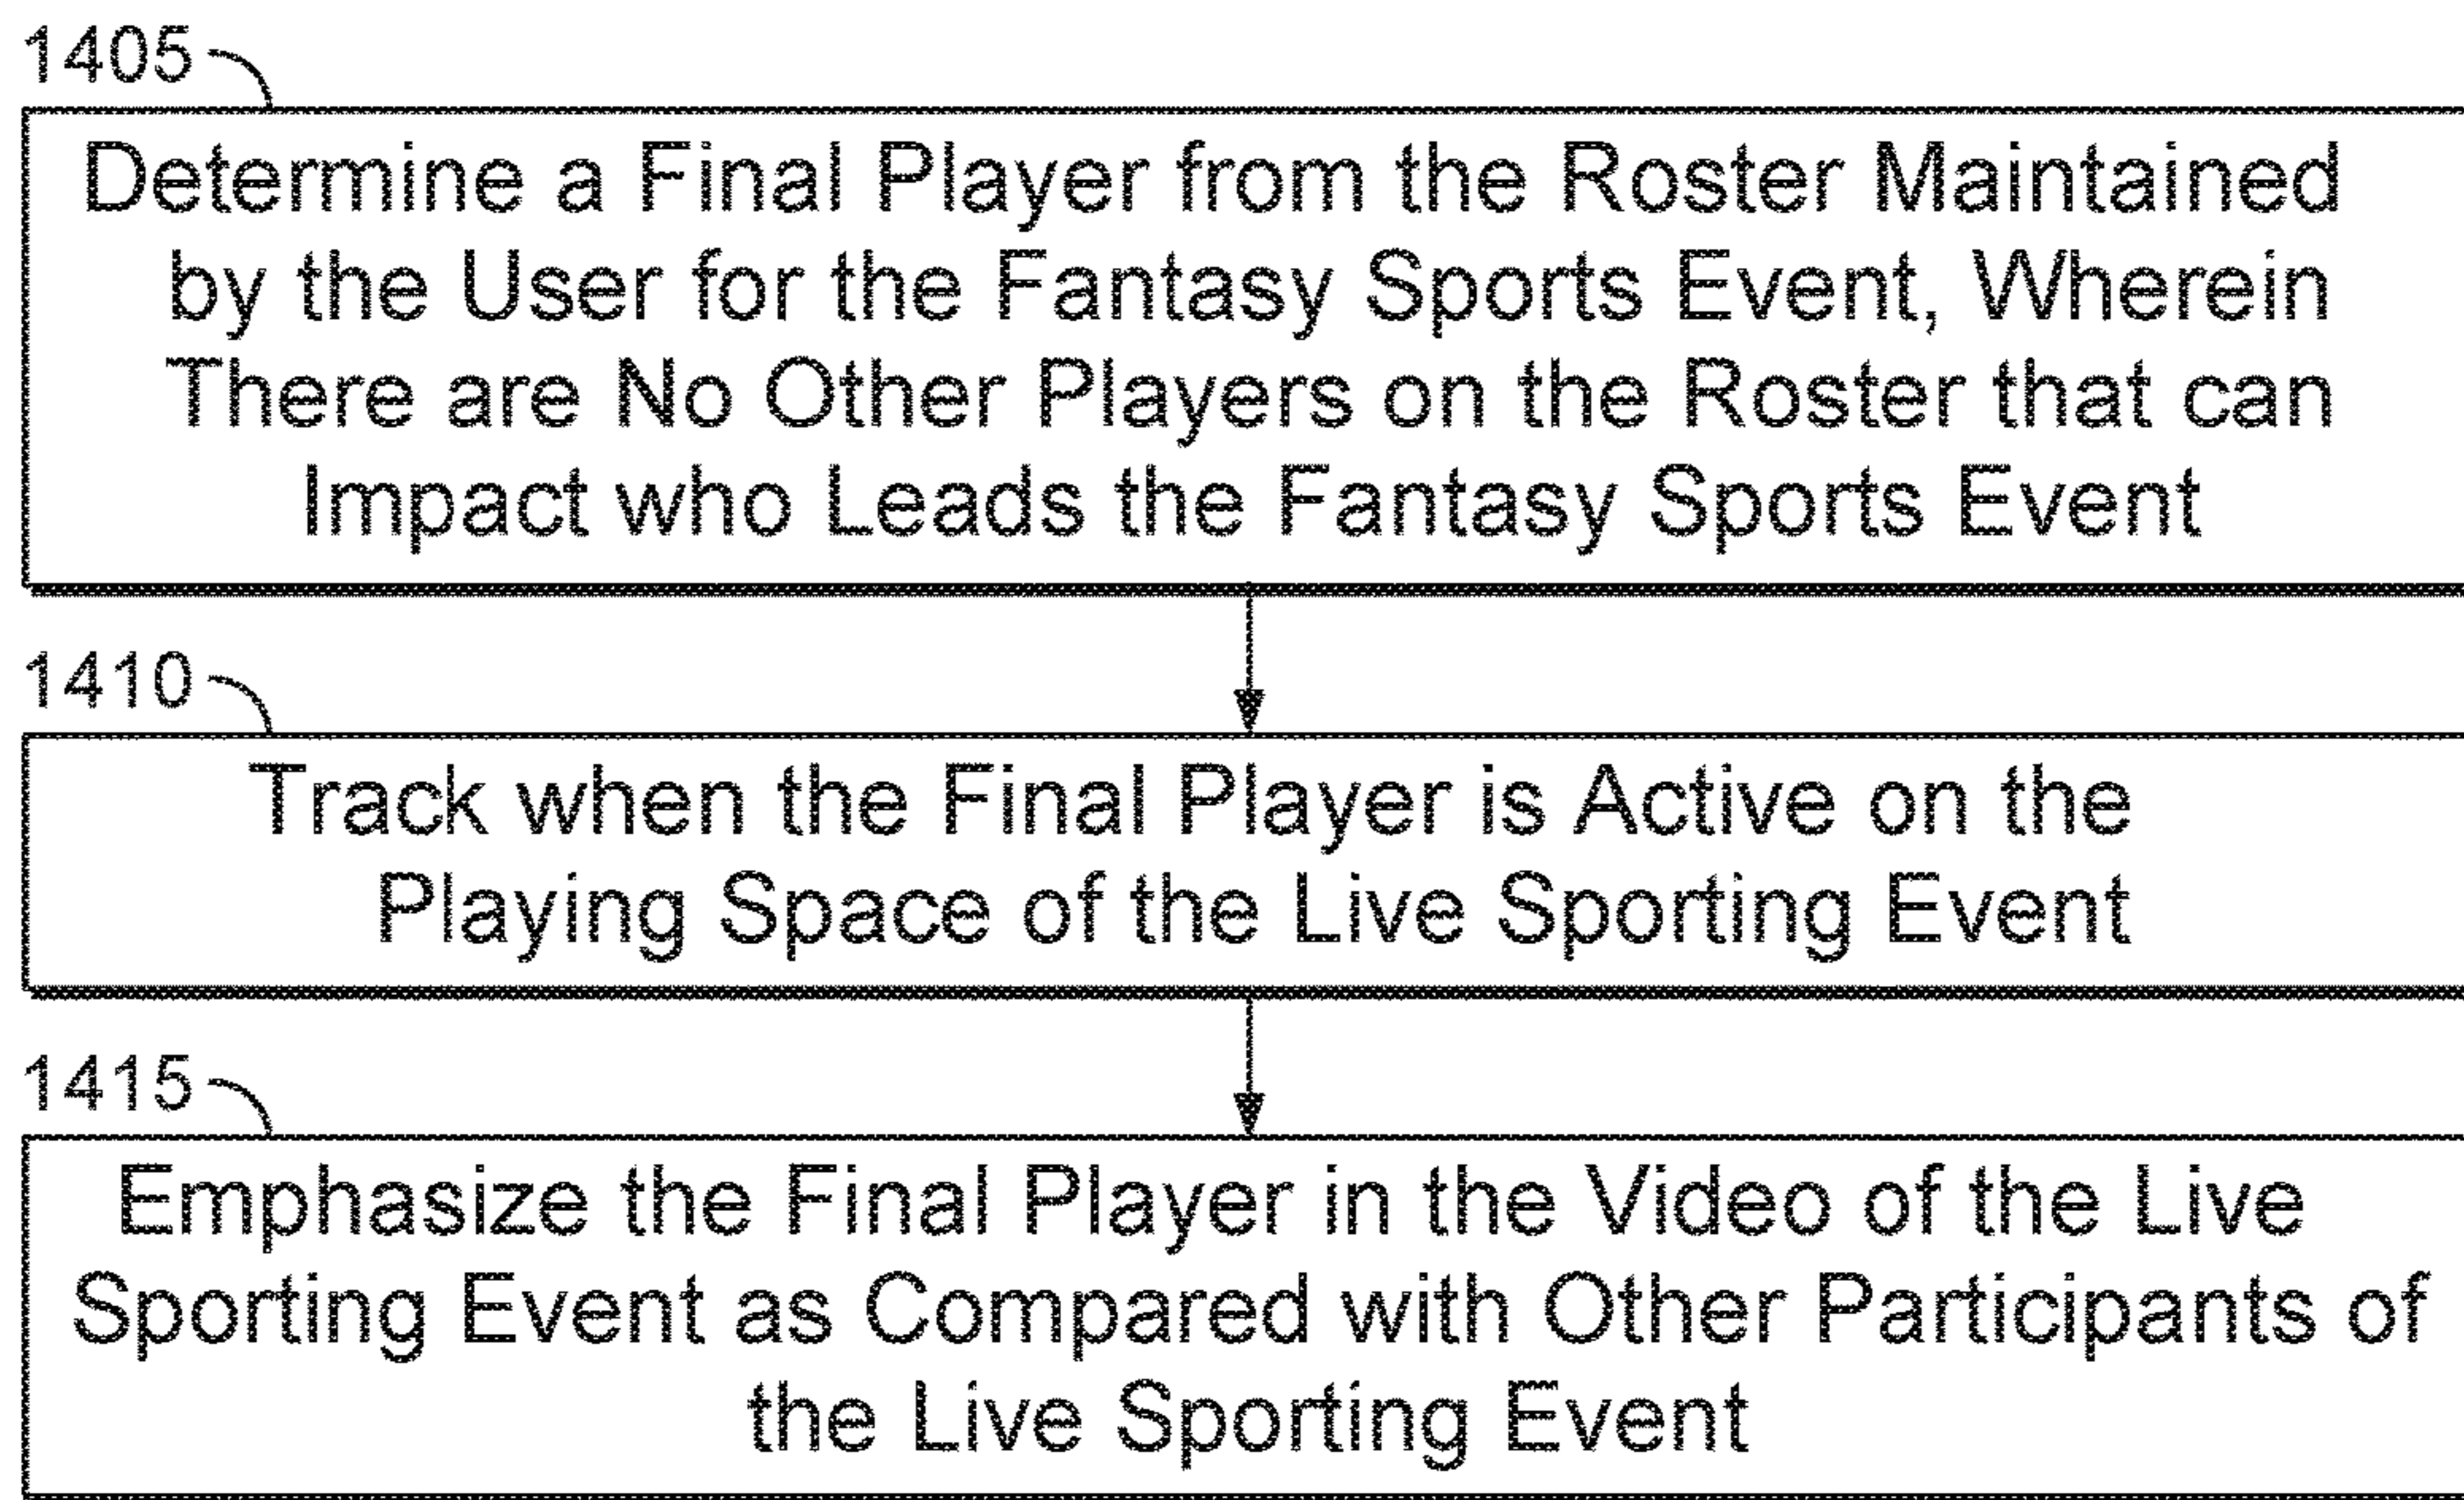 1405
Determine a Final Player from the Roster Maintained
by the User for the Fantasy Sports Event, Wherein
There are No Other Players on the Roster that can
Impact who Leads the Fantasy Sports Event
1410
Track when the Final Player is Active on the
Playing Space of the Live Sporting Event
1415
Emphasize the Final Player in the Video of the Live
Sporting Event as Compared with Other Participants of
the Live Sporting Event